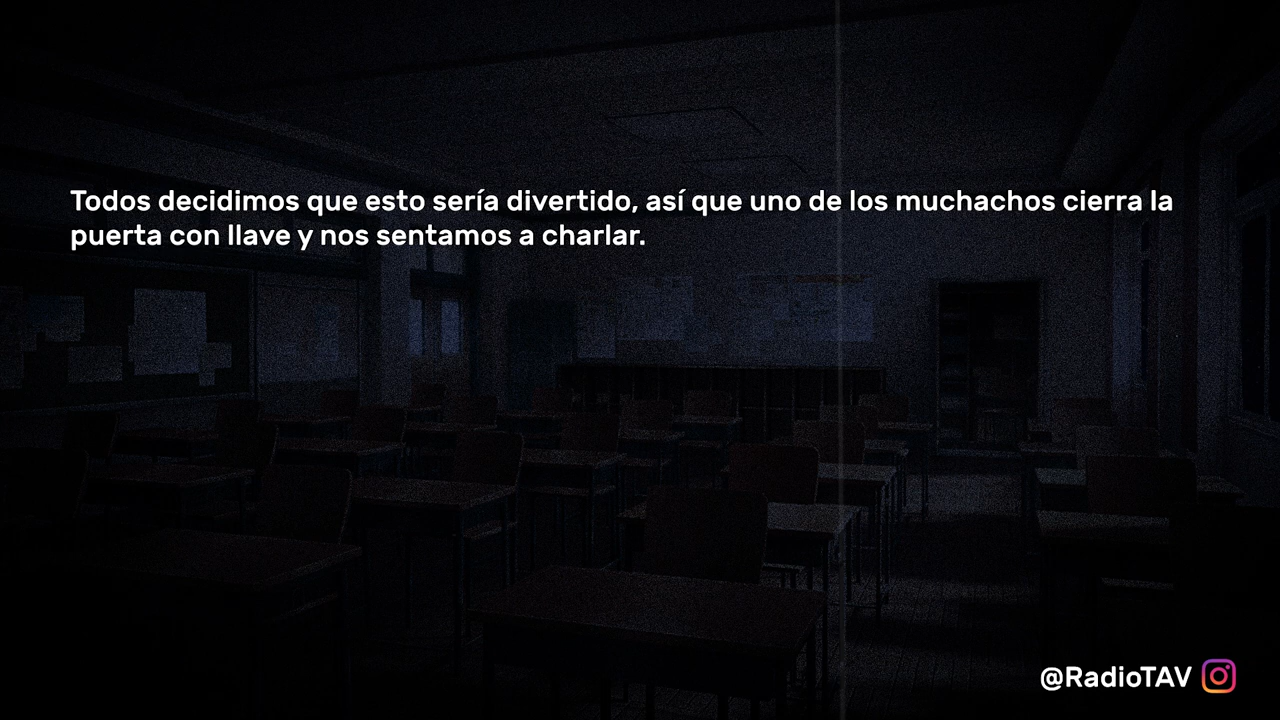 Todos decidimos que esto sería divertido, así que uno de los muchachos cierra la
puerta con llave y nos sentamos a charlar.
@RadioTAV